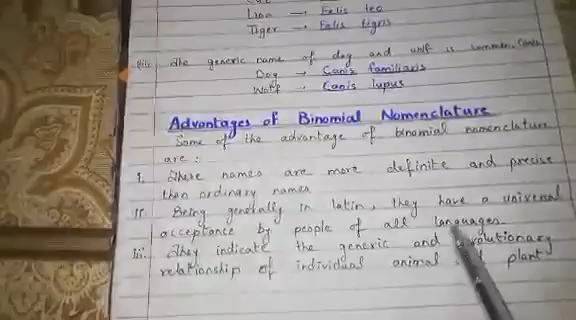 Lion → Felis leo
Tiger → Felis tigris
iii. The generic name of dog and wolf is common. Canis
Dog → Canis familiaris
Wolf → Canis lupus
Advantages of Binomial Nomenclature
Some of the advantage of binomial nomenclature
are :
i. These names are more definite and precise
than ordinary names
ii. Being generally in latin, they have a universal
acceptance by people of all languages.
iii. They indicate the generic and evolutionary
relationship of individual animal plant